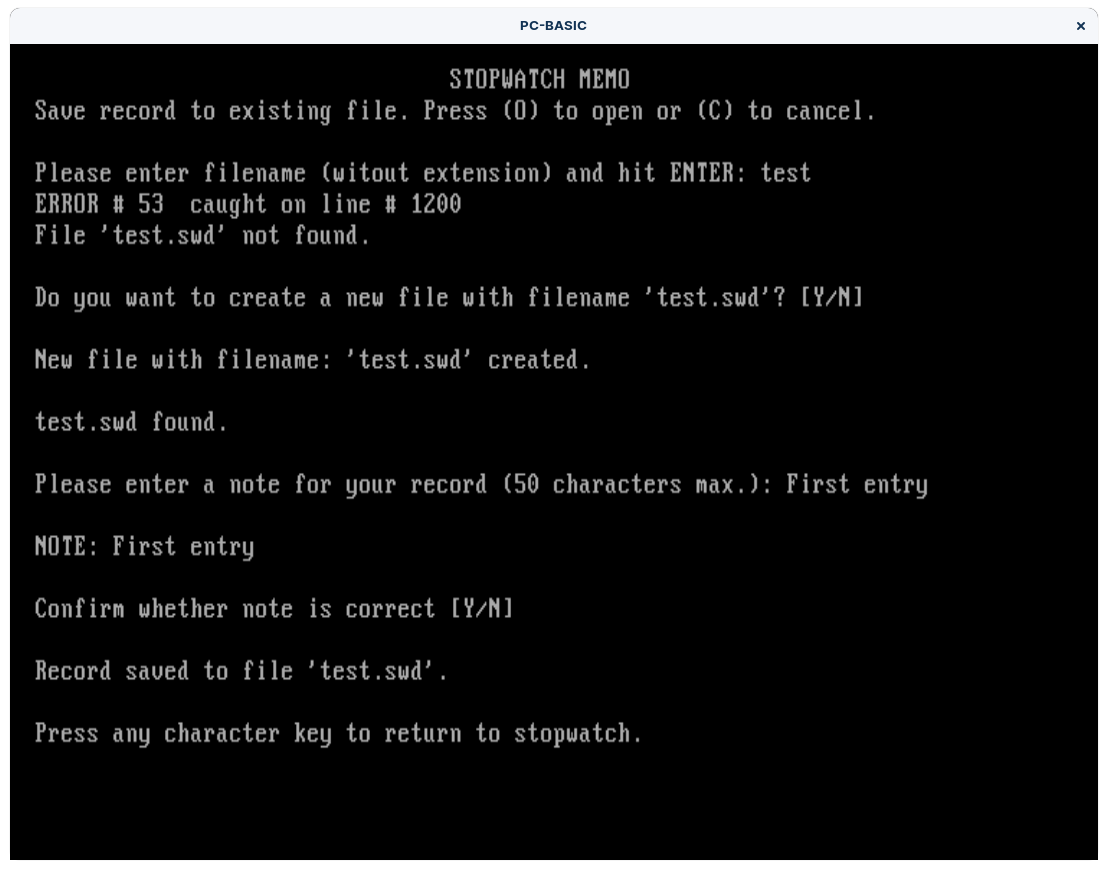 PC-BASIC
STOPWATCH MEMO
Save record to existing file. Press (O) to open or (C) to cancel.
Please enter filename (witout extension) and hit ENTER: test
ERROR # 53  caught on line # 1200
File 'test.swd' not found.
Do you want to create a new file with filename 'test.swd'? [Y/N]
New file with filename: 'test.swd' created.
test.swd found.
Please enter a note for your record (50 characters max.): First entry
NOTE: First entry
Confirm whether note is correct [Y/N]
Record saved to file 'test.swd'.
Press any character key to return to stopwatch.